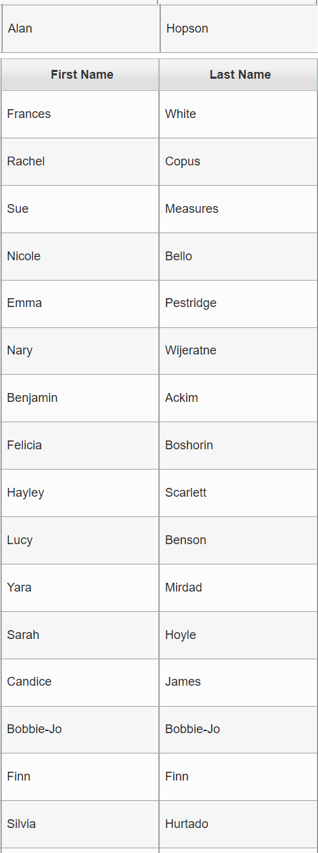 Alan Hopson
First Name Last Name
Frances White
Rachel Copus
Sue Measures
Nicole Bello
Emma Pestridge
Nary Wijeratne
Benjamin Ackim
Felicia Boshorin
Hayley Scarlett
Lucy Benson
Yara Mirdad
Sarah Hoyle
Candice James
Bobbie-Jo Bobbie-Jo
Finn Finn
Silvia Hurtado